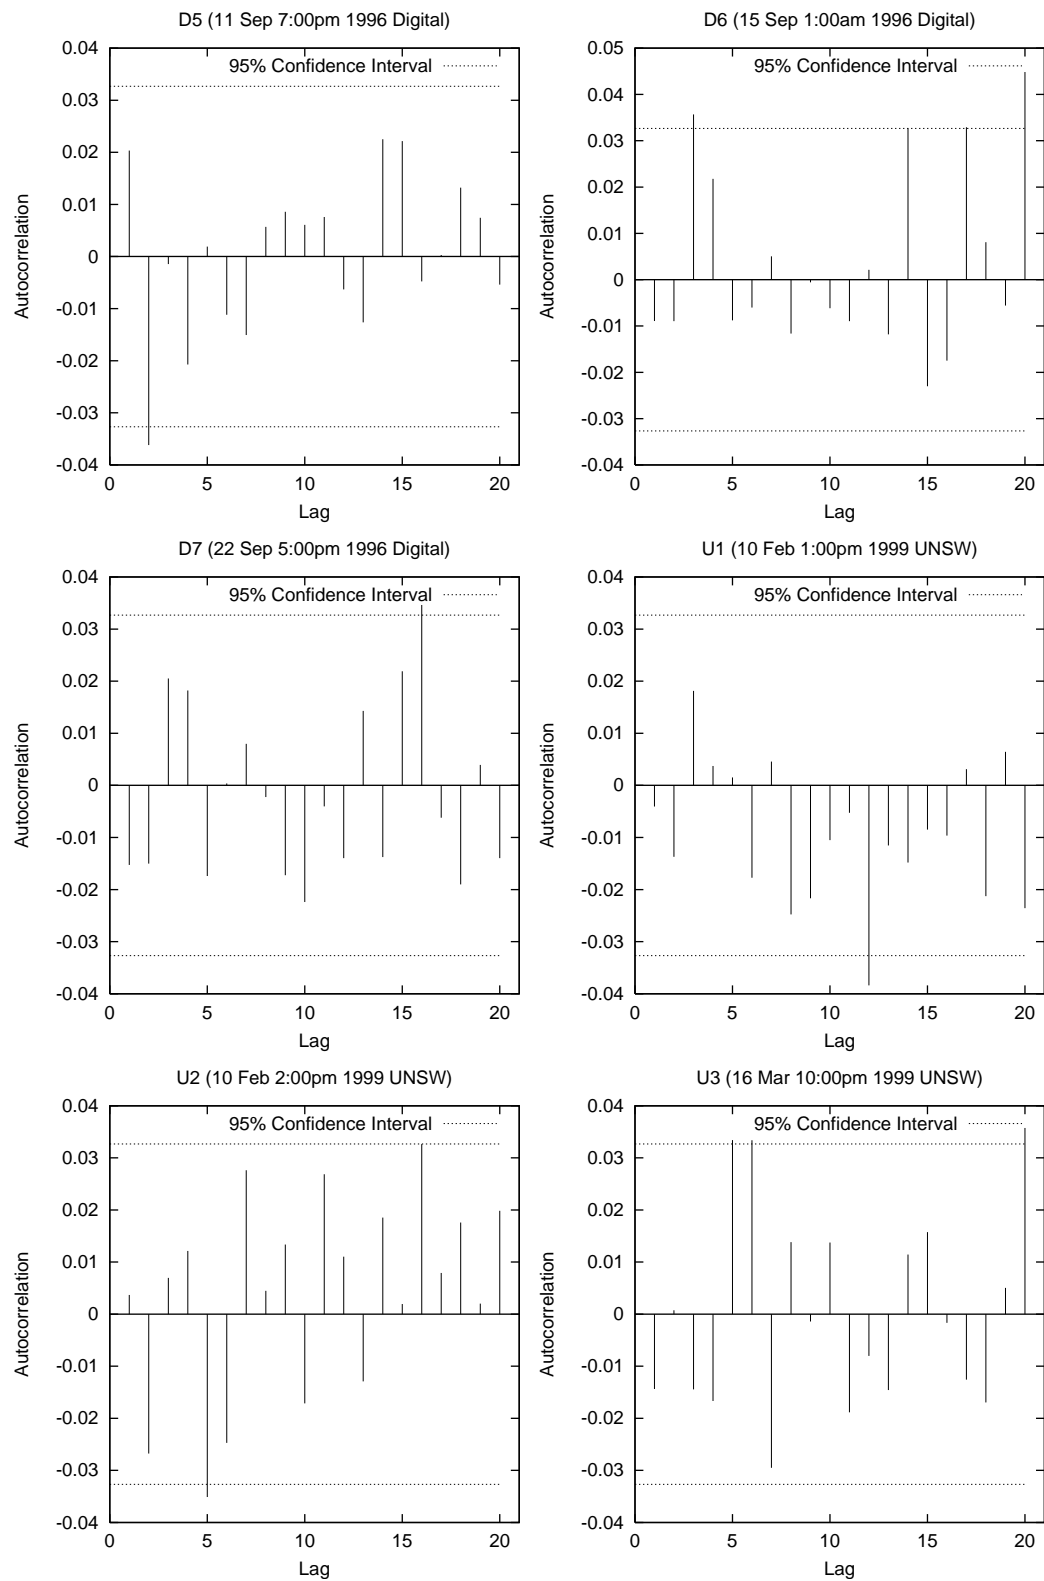 D5 (11 Sep 7:00pm 1996 Digital)
95% Confidence Interval
Autocorrelation
0.04
0.03
0.02
0.01
0
-0.01
-0.02
-0.03
-0.04
0 5 10 15 20
Lag
D6 (15 Sep 1:00am 1996 Digital)
95% Confidence Interval
Autocorrelation
0.05
0.04
0.03
0.02
0.01
0
-0.01
-0.02
-0.03
-0.04
0 5 10 15 20
Lag
D7 (22 Sep 5:00pm 1996 Digital)
95% Confidence Interval
Autocorrelation
0.04
0.03
0.02
0.01
0
-0.01
-0.02
-0.03
-0.04
0 5 10 15 20
Lag
U1 (10 Feb 1:00pm 1999 UNSW)
95% Confidence Interval
Autocorrelation
0.04
0.03
0.02
0.01
0
-0.01
-0.02
-0.03
-0.04
0 5 10 15 20
Lag
U2 (10 Feb 2:00pm 1999 UNSW)
95% Confidence Interval
Autocorrelation
0.04
0.03
0.02
0.01
0
-0.01
-0.02
-0.03
-0.04
0 5 10 15 20
Lag
U3 (16 Mar 10:00pm 1999 UNSW)
95% Confidence Interval
Autocorrelation
0.04
0.03
0.02
0.01
0
-0.01
-0.02
-0.03
-0.04
0 5 10 15 20
Lag